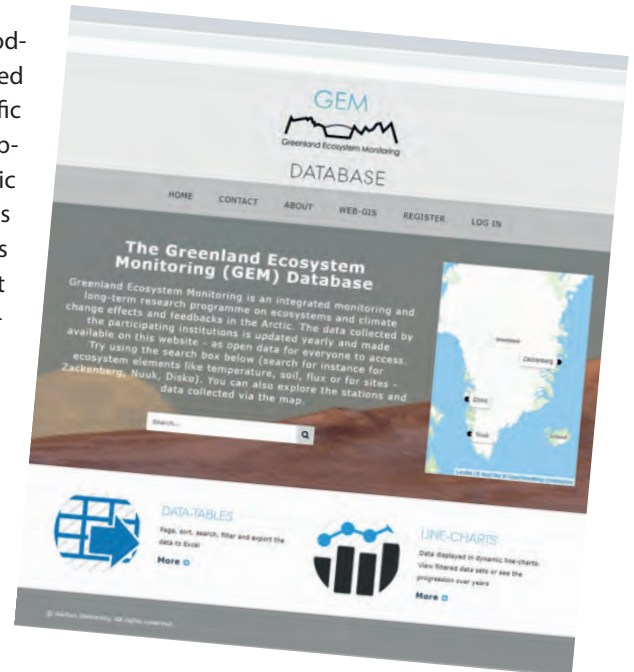 od-
ed
fic
p-
ic
s
s
t
-
GEM
Greenland Ecosystem Monitoring
DATABASE
HOME CONTACT ABOUT WEB-GIS REGISTER LOG IN
The Greenland Ecosystem
Monitoring (GEM) Database
Greenland Ecosystem Monitoring is an integrated monitoring and
long-term research programme on ecosystems and climate
change effects and feedbacks in the Arctic. The data collected by
the participating institutions is updated yearly and made
available on this website - as open data for everyone to access.
Try using the search box below (search for instance for
ecosystem elements like temperature, soil, flux or for sites -
Zackenberg, Nuuk, Disko). You can also explore the stations and
data collected via the map.
Search...
Greenland
Zackenberg
Disko
Nuuk
Iceland
DATA-TABLES
Page, sort, search, filter and export the
data to Excel
More
LINE-CHARTS
Data displayed in dynamic line-charts.
View filtered data sets or see the
progression over years
More
© Aarhus University. All rights reserved.